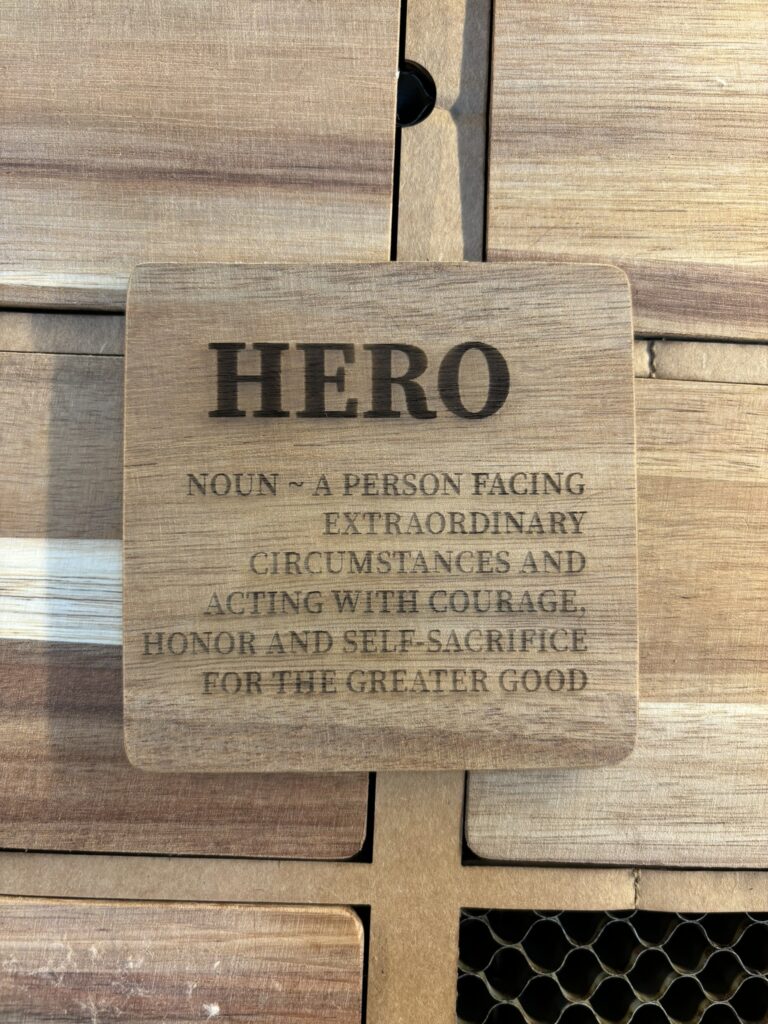 HERO
NOUN ~ A PERSON FACING
EXTRAORDINARY
CIRCUMSTANCES AND
ACTING WITH COURAGE,
HONOR AND SELF-SACRIFICE
FOR THE GREATER GOOD